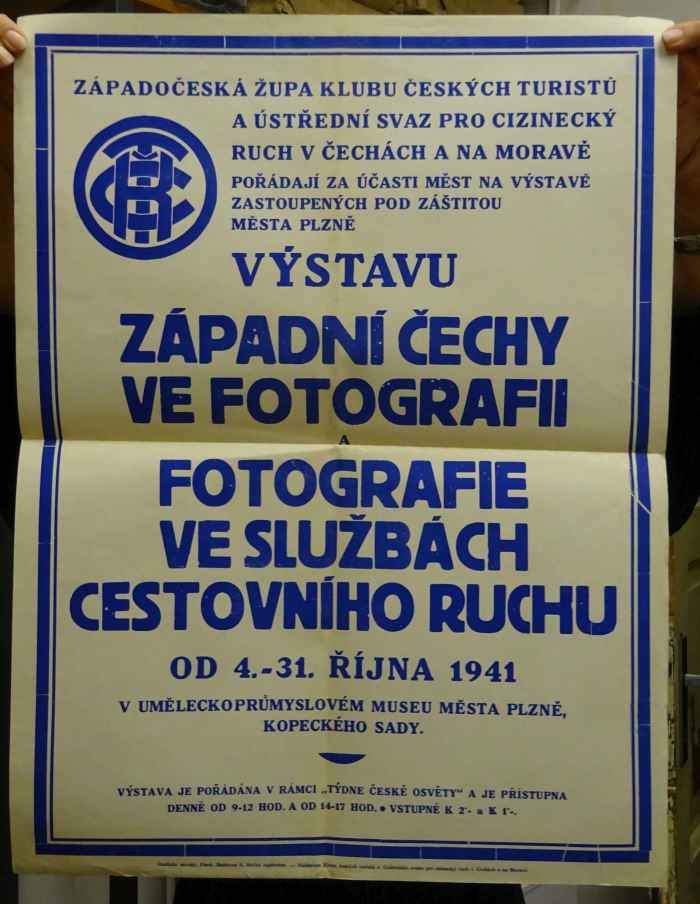 ZÁPADOČESKÁ ŽUPA KLUBU ČESKÝCH TURISTŮ
A ÚSTŘEDNÍ SVAZ PRO CIZINECKÝ
RUCH V ČECHÁCH A NA MORAVĚ
POŘÁDAJÍ ZA ÚČASTI MĚST NA VÝSTAVĚ
ZASTOUPENÝCH POD ZÁŠTITOU
MĚSTA PLZNĚ
VÝSTAVU
ZÁPADNÍ ČECHY
VE FOTOGRAFII
A
FOTOGRAFIE
VE SLUŽBÁCH
CESTOVNÍHO RUCHU
OD 4.-31. ŘÍJNA 1941
V UMĚLECKOPRŮMYSLOVÉM MUSEU MĚSTA PLZNĚ,
KOPECKÉHO SADY.
VÝSTAVA JE POŘÁDÁNA V RÁMCI „TÝDNE ČESKÉ OSVĚTY" A JE PŘÍSTUPNA
DENNĚ OD 9-12 HOD. A OD 14-17 HOD. • VSTUPNÉ K 2'- a K 1'-.